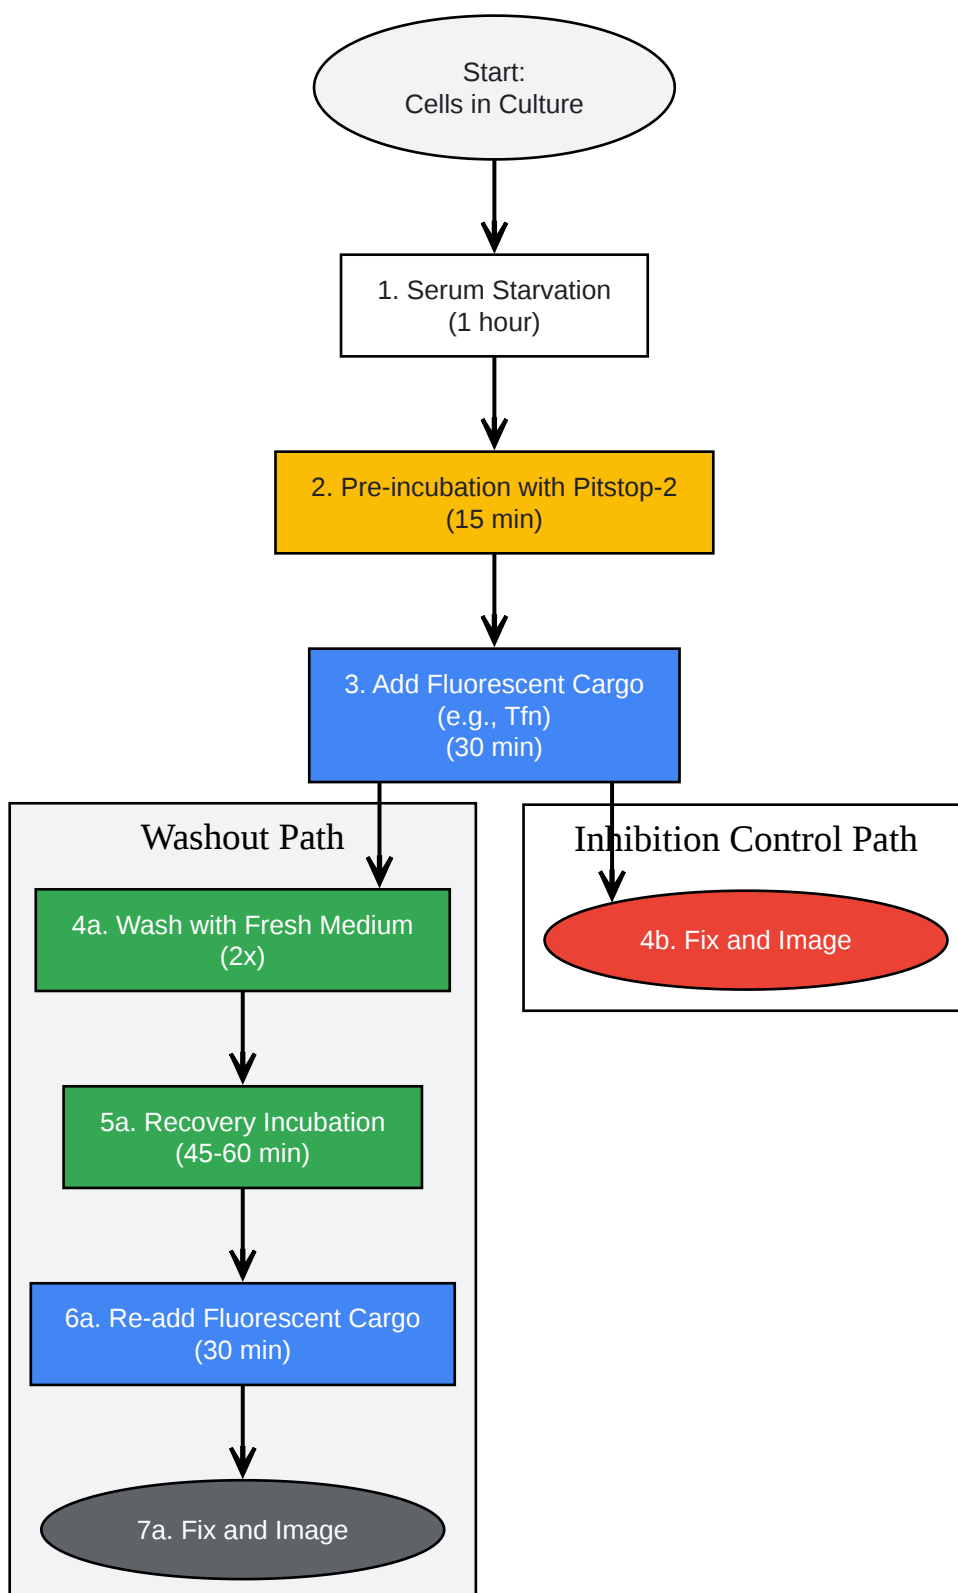 Start:
Cells in Culture
1. Serum Starvation
(1 hour)
2. Pre-incubation with Pitstop-2
(15 min)
3. Add Fluorescent Cargo
(e.g., Tfn)
(30 min)
Washout Path
4a. Wash with Fresh Medium
(2x)
5a. Recovery Incubation
(45-60 min)
6a. Re-add Fluorescent Cargo
(30 min)
7a. Fix and Image
Inhibition Control Path
4b. Fix and Image